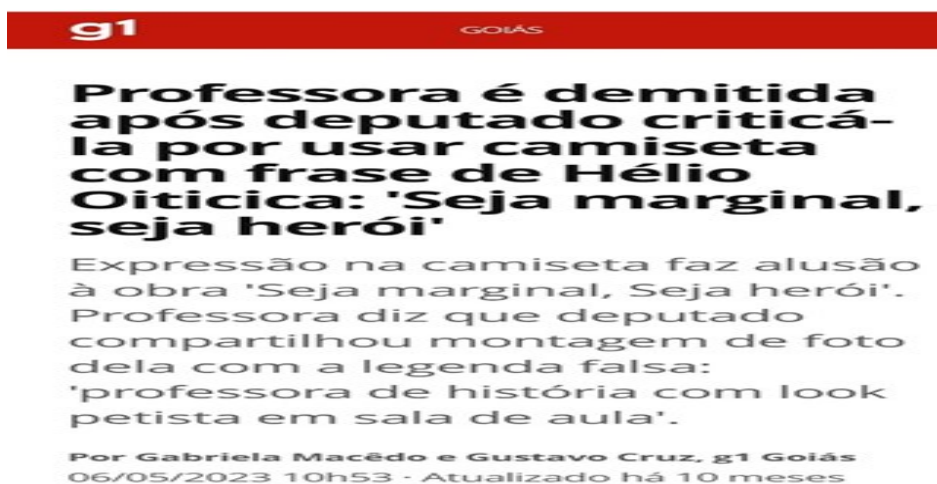 g1
GOIÁS
Professora é demitida
após deputado criticá-
la por usar camiseta
com frase de Hélio
Oiticica: 'Seja marginal,
seja herói'
Expressão na camiseta faz alusão
à obra 'Seja marginal, Seja herói'.
Professora diz que deputado
compartilhou montagem de foto
dela com a legenda falsa:
'professora de história com look
petista em sala de aula'.
Por Gabriela Macêdo e Gustavo Cruz, g1 Goiás
06/05/2023 10h53 · Atualizado há 10 meses